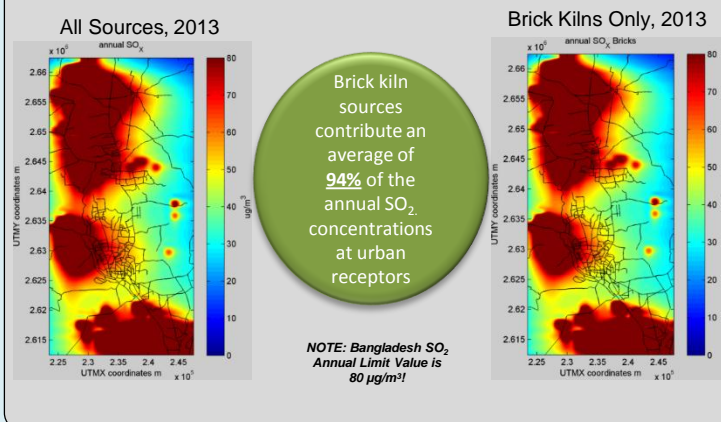 All Sources, 2013
annual SOX
x 10⁶
2.66
2.655
2.65
2.645
2.64
2.635
2.63
2.625
2.62
2.615
UTMY coordinates m
2.25 2.3 2.35 2.4 2.45
UTMX coordinates m
x 10⁵
80
70
60
50
40
30
20
10
0
ug/m³
Brick kiln
sources
contribute an
average of
94% of the
annual SO2.
concentrations
at urban
receptors
NOTE: Bangladesh SO2
Annual Limit Value is
80 µg/m³!
Brick Kilns Only, 2013
annual SOX Bricks
x 10⁶
2.66
2.655
2.65
2.645
2.64
2.635
2.63
2.625
2.62
2.615
UTMY coordinates m
2.25 2.3 2.35 2.4 2.45
UTMX coordinates m
x 10⁵
80
70
60
50
40
30
20
10
0